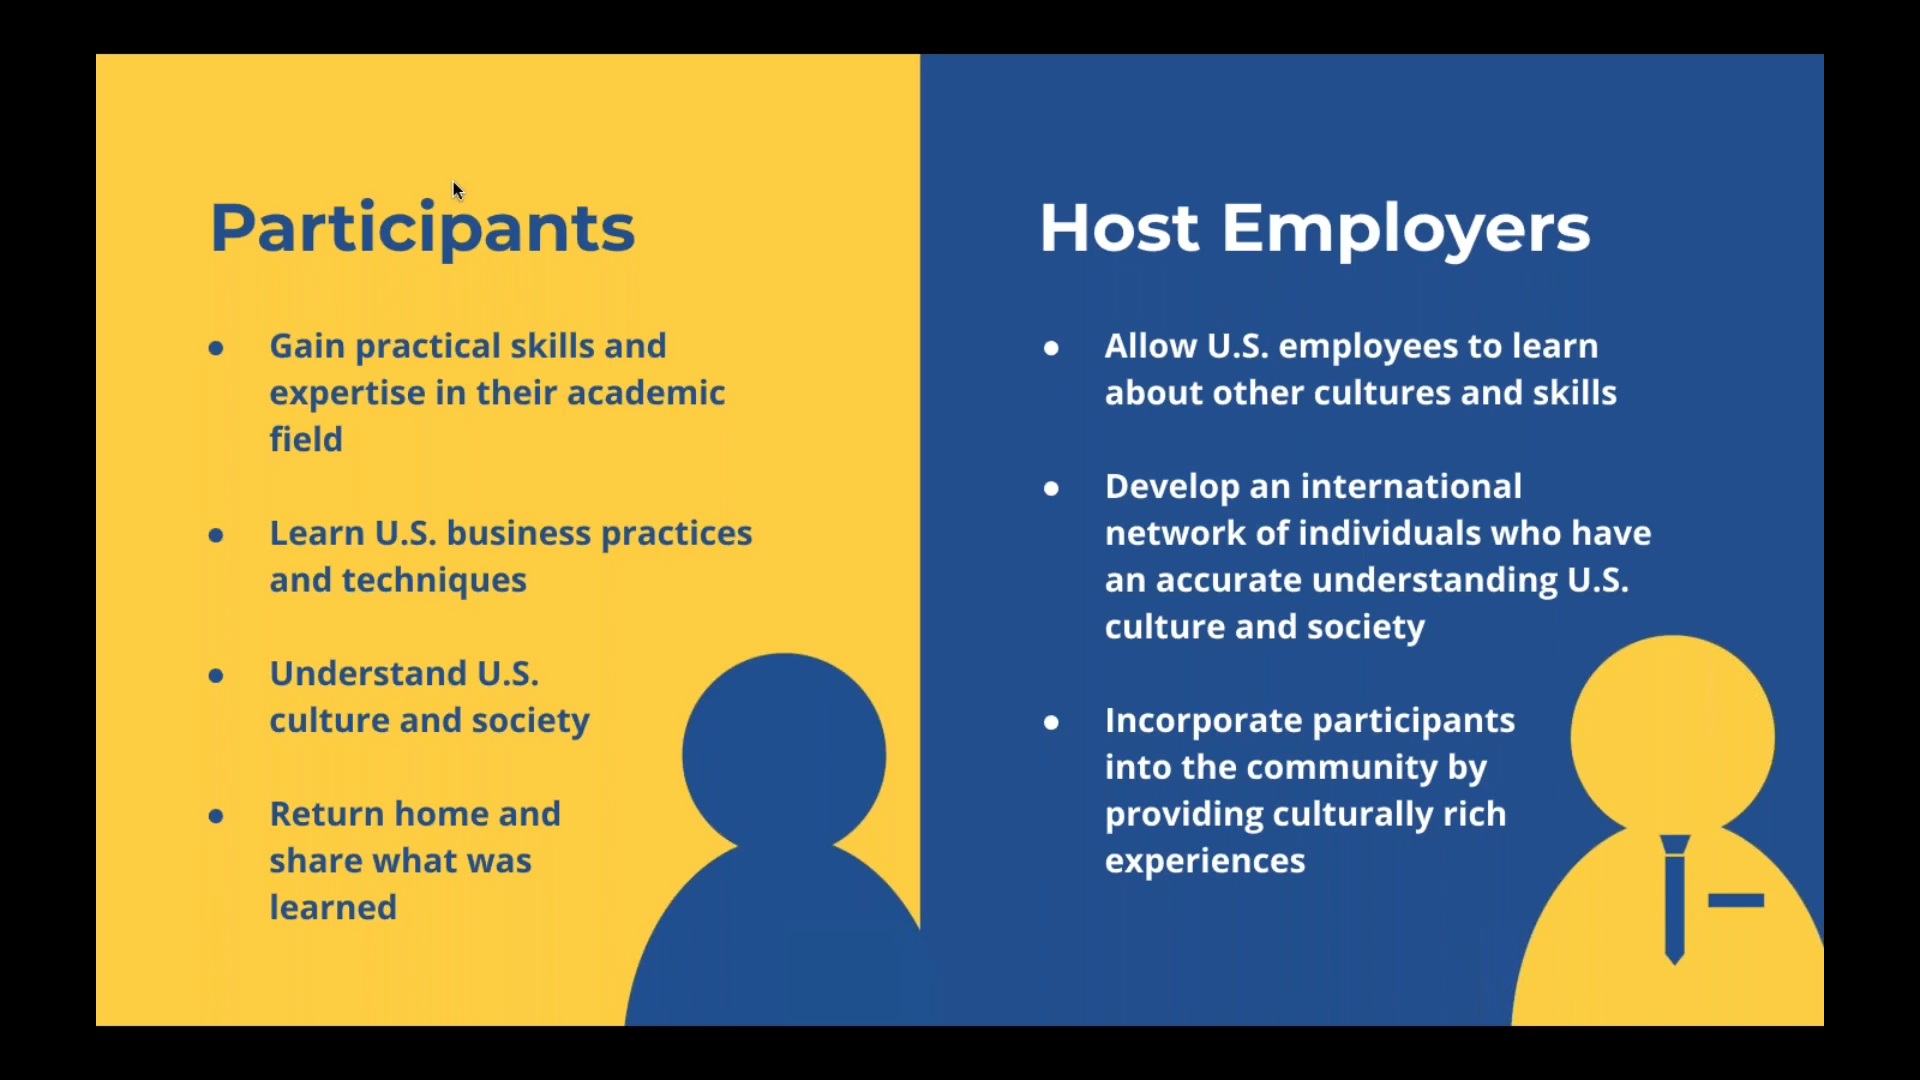 Participants
● Gain practical skills and
expertise in their academic
field
● Learn U.S. business practices
and techniques
● Understand U.S.
culture and society
● Return home and
share what was
learned
Host Employers
● Allow U.S. employees to learn
about other cultures and skills
● Develop an international
network of individuals who have
an accurate understanding U.S.
culture and society
● Incorporate participants
into the community by
providing culturally rich
experiences